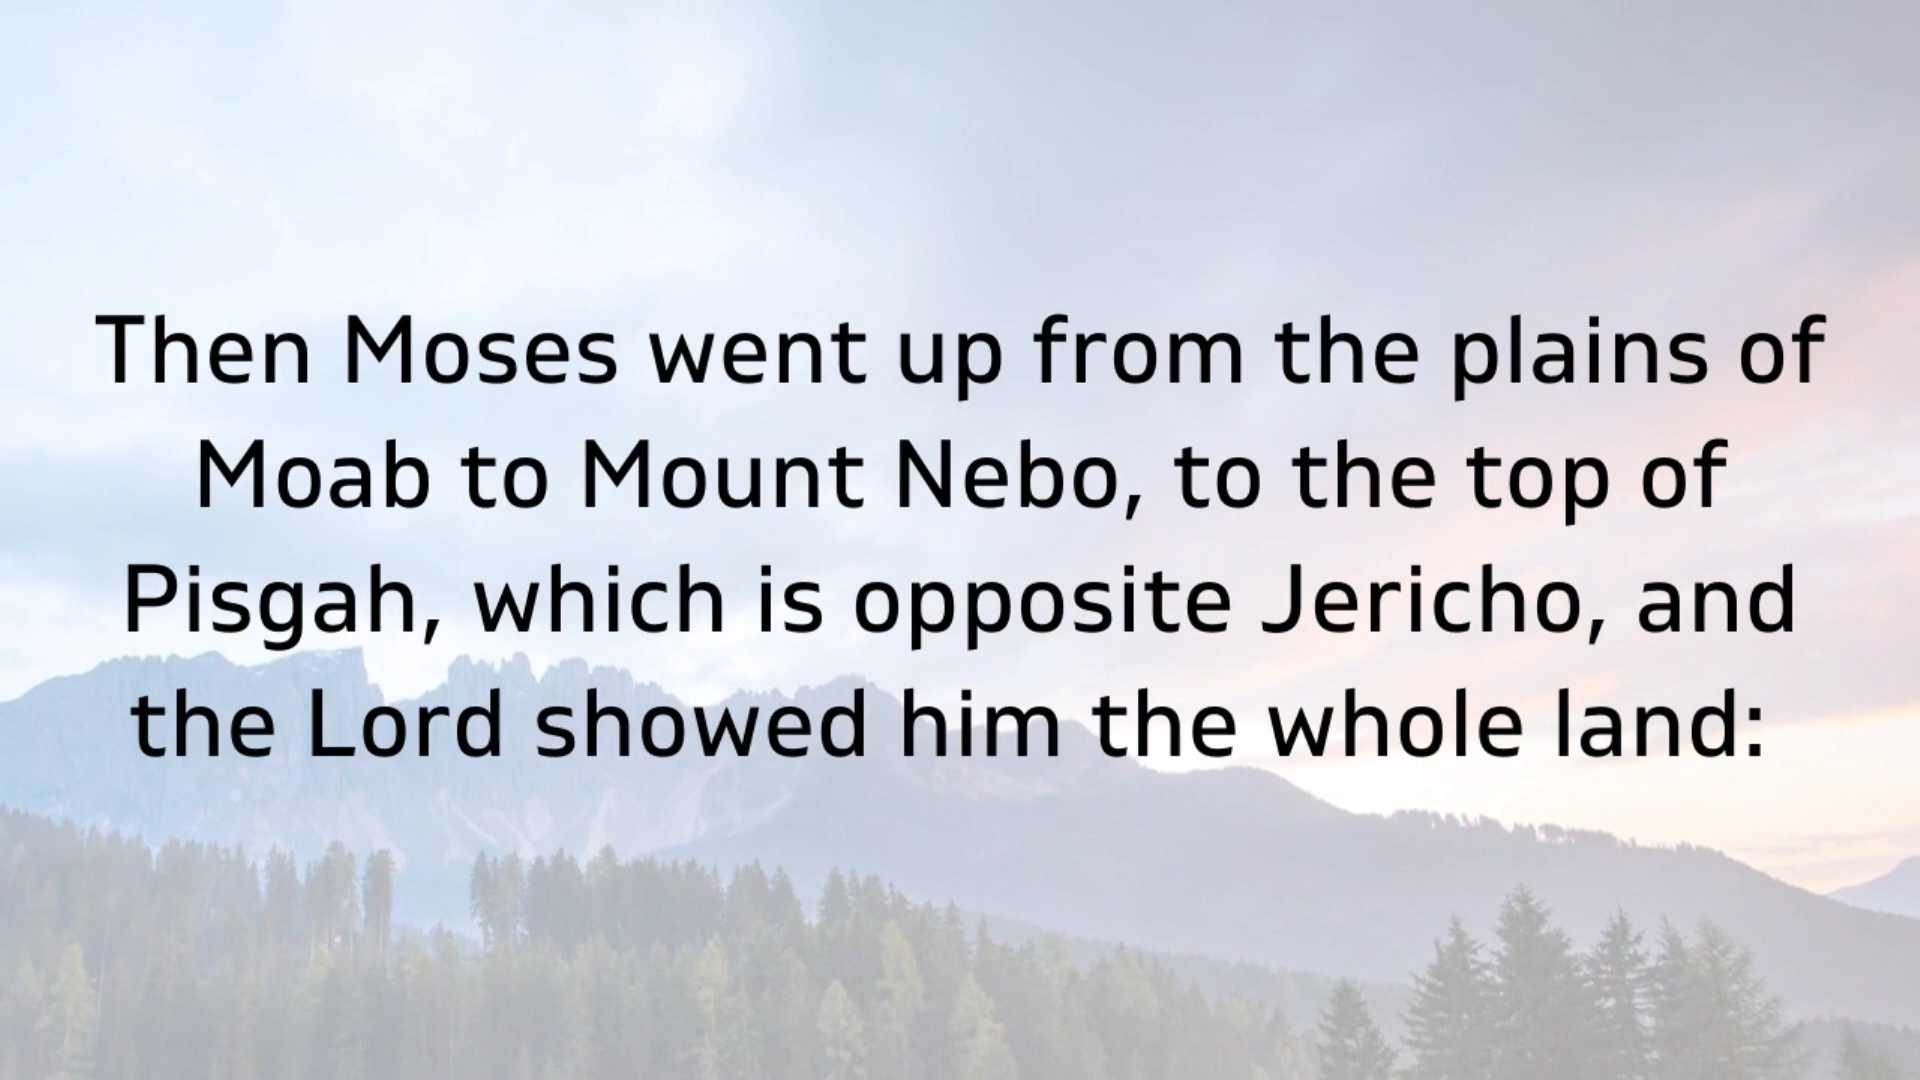 Then Moses went up from the plains of
Moab to Mount Nebo, to the top of
Pisgah, which is opposite Jericho, and
the Lord showed him the whole land: